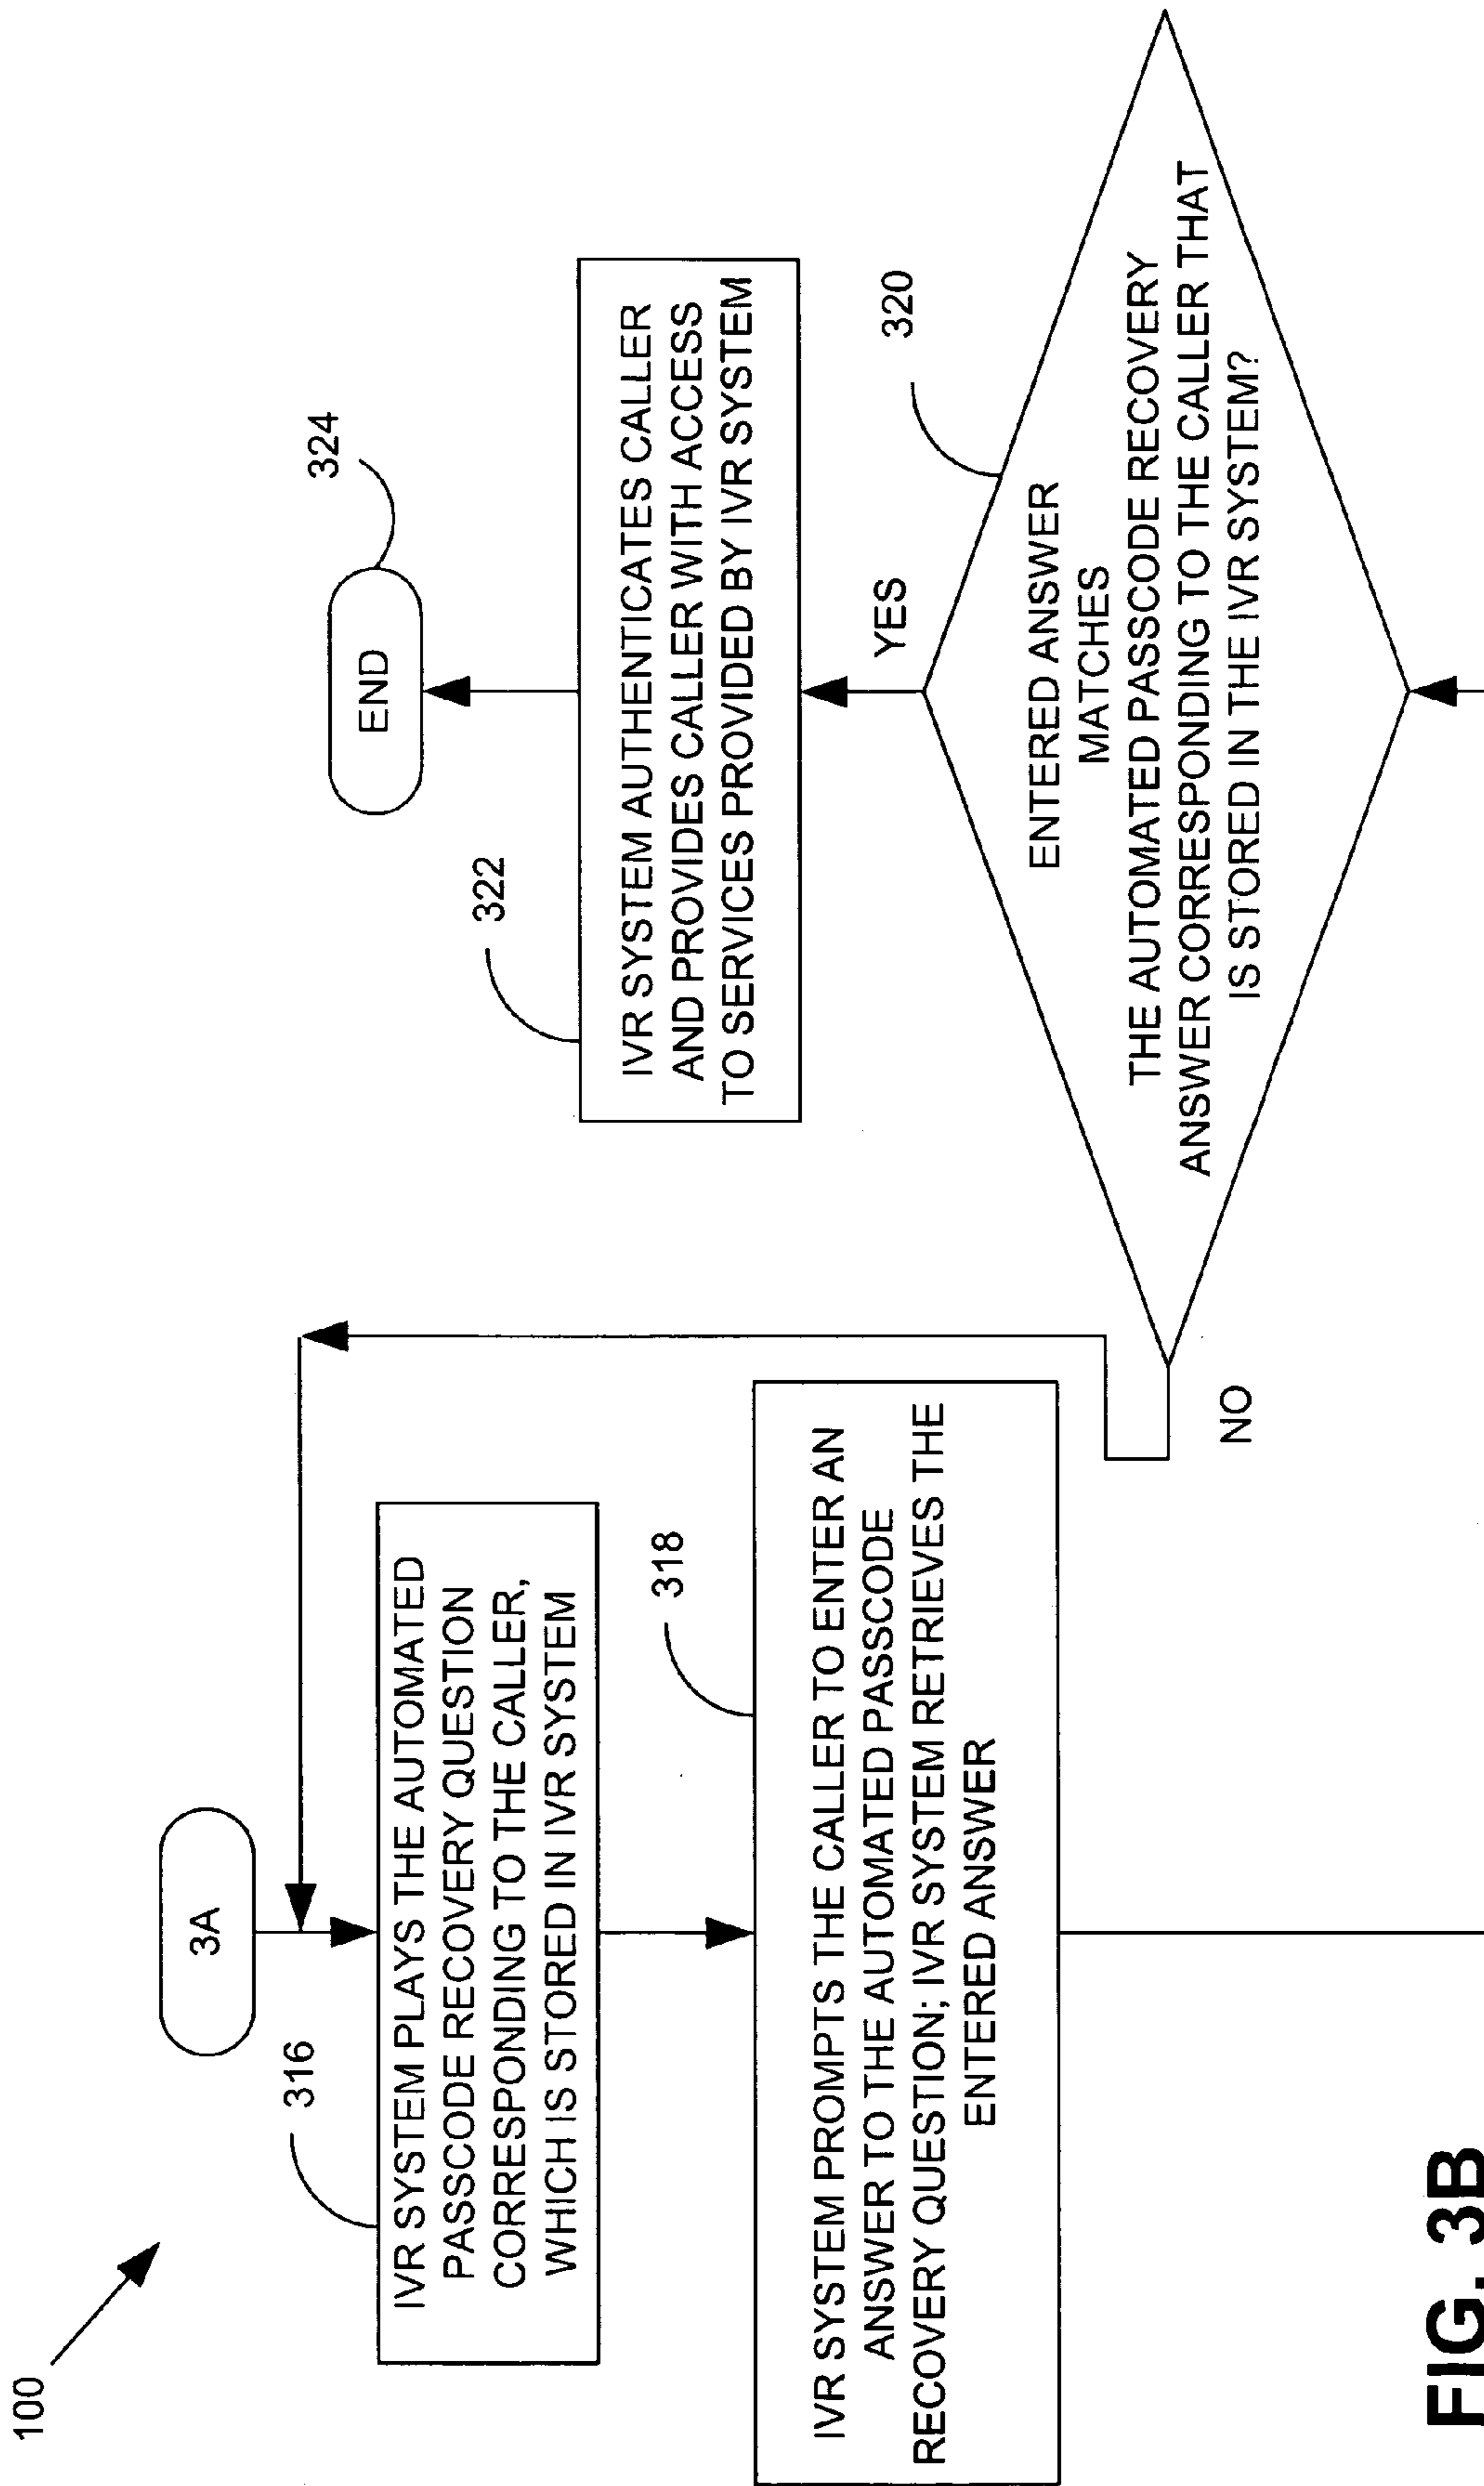 100
3A
316
IVR SYSTEM PLAYS THE AUTOMATED
PASSCODE RECOVERY QUESTION
CORRESPONDING TO THE CALLER,
WHICH IS STORED IN IVR SYSTEM
318
IVR SYSTEM PROMPTS THE CALLER TO ENTER AN
ANSWER TO THE AUTOMATED PASSCODE
RECOVERY QUESTION; IVR SYSTEM RETRIEVES THE
ENTERED ANSWER
324
END
322
IVR SYSTEM AUTHENTICATES CALLER
AND PROVIDES CALLER WITH ACCESS
TO SERVICES PROVIDED BY IVR SYSTEM
YES
320
ENTERED ANSWER
MATCHES
THE AUTOMATED PASSCODE RECOVERY
ANSWER CORRESPONDING TO THE CALLER THAT
IS STORED IN THE IVR SYSTEM?
NO
FIG. 3B